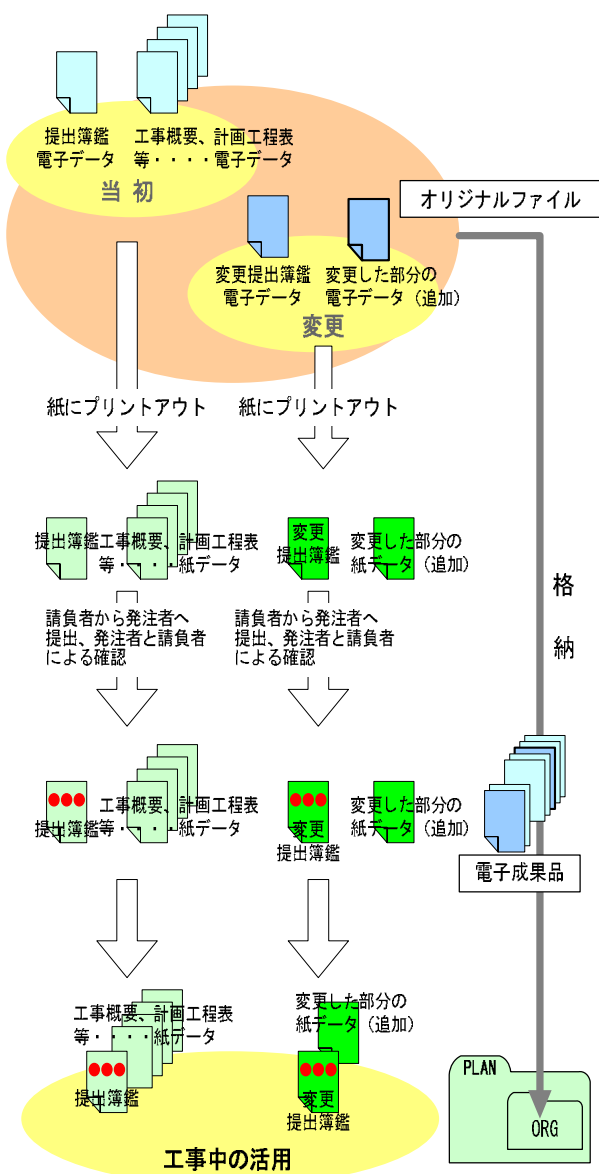 提出簿鑑
電子データ
工事概要、計画工程表
等・・・・電子データ
当 初
オリジナルファイル
変更提出簿鑑
電子データ
変更した部分の
電子データ（追加）
変更
紙にプリントアウト
紙にプリントアウト
提出簿鑑
工事概要、計画工程表
等・・・・紙データ
変更
提出簿鑑
変更した部分の
紙データ（追加）
請負者から発注者へ
提出、発注者と請負者
による確認
請負者から発注者へ
提出、発注者と請負者
による確認
格
納
提出簿鑑
工事概要、計画工程表
等・・・・紙データ
変更
提出簿鑑
変更した部分の
紙データ（追加）
電子成果品
工事概要、計画工程表
等・・・・紙データ
提出簿鑑
変更した部分の
紙データ（追加）
変更
提出簿鑑
PLAN
ORG
工事中の活用